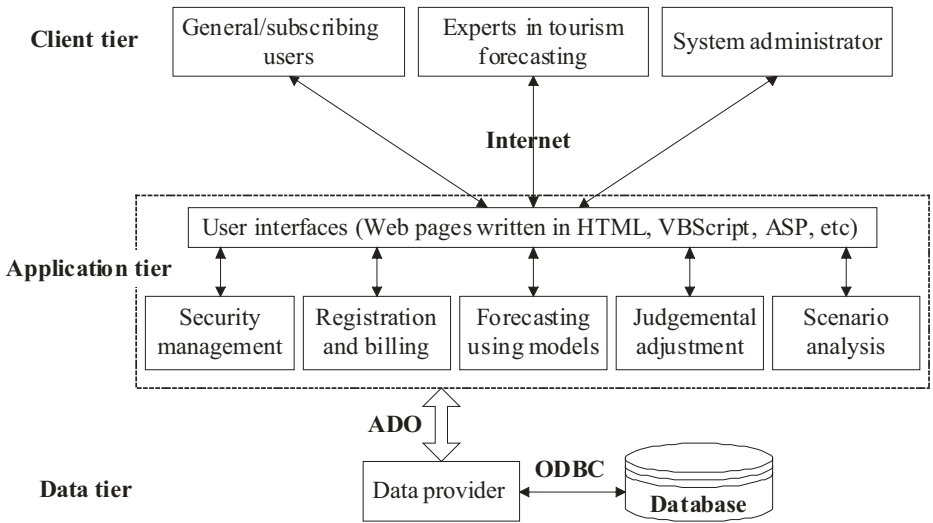 Client tier
General/subscribing
users
Experts in tourism
forecasting
System administrator
Internet
User interfaces (Web pages written in HTML, VBScript, ASP, etc)
Application tier
Security
management
Registration
and billing
Forecasting
using models
Judgemental
adjustment
Scenario
analysis
ADO
Data tier
Data provider
ODBC
Database